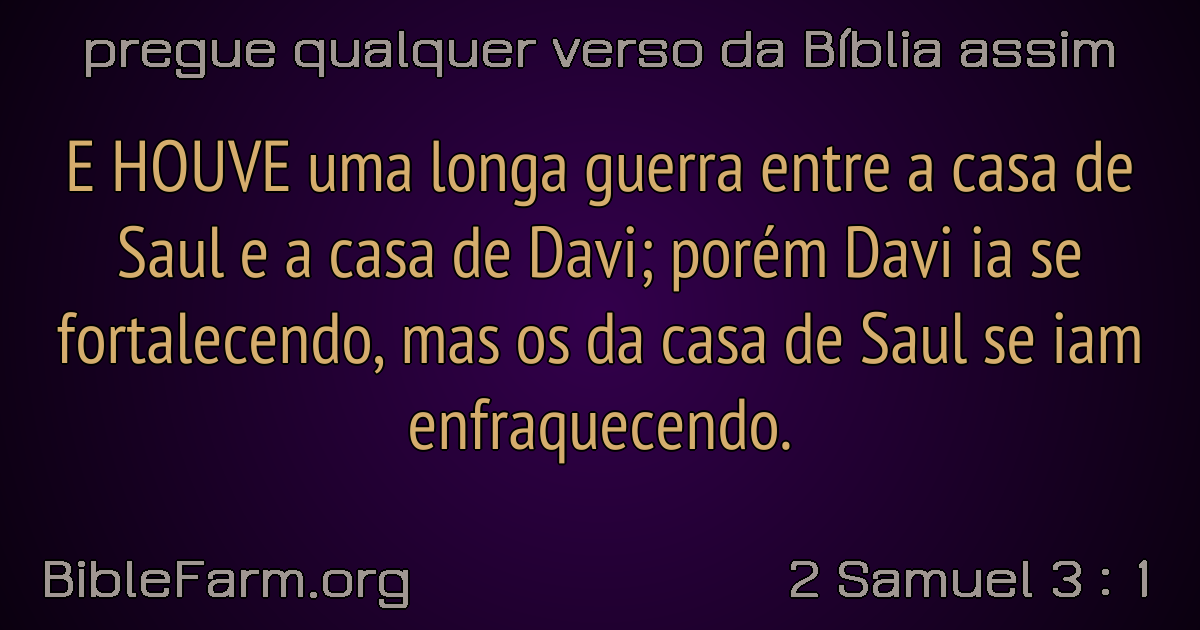 pregue qualquer verso da Bíblia assim
E HOUVE uma longa guerra entre a casa de
Saul e a casa de Davi; porém Davi ia se
fortalecendo, mas os da casa de Saul se iam
enfraquecendo.
BibleFarm.org
2 Samuel 3 : 1